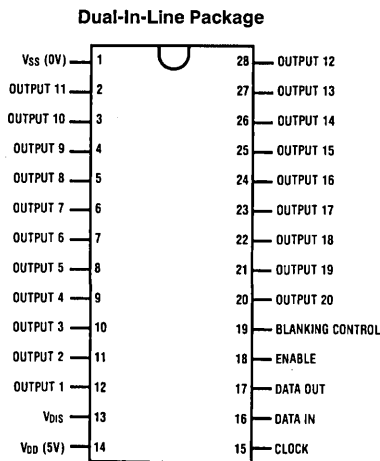 Dual-In-Line Package
VSS (0V) 1 28 OUTPUT 12
OUTPUT 11 2 27 OUTPUT 13
OUTPUT 10 3 26 OUTPUT 14
OUTPUT 9 4 25 OUTPUT 15
OUTPUT 8 5 24 OUTPUT 16
OUTPUT 7 6 23 OUTPUT 17
OUTPUT 6 7 22 OUTPUT 18
OUTPUT 5 8 21 OUTPUT 19
OUTPUT 4 9 20 OUTPUT 20
OUTPUT 3 10 19 BLANKING CONTROL
OUTPUT 2 11 18 ENABLE
OUTPUT 1 12 17 DATA OUT
VDIS 13 16 DATA IN
VDD (5V) 14 15 CLOCK